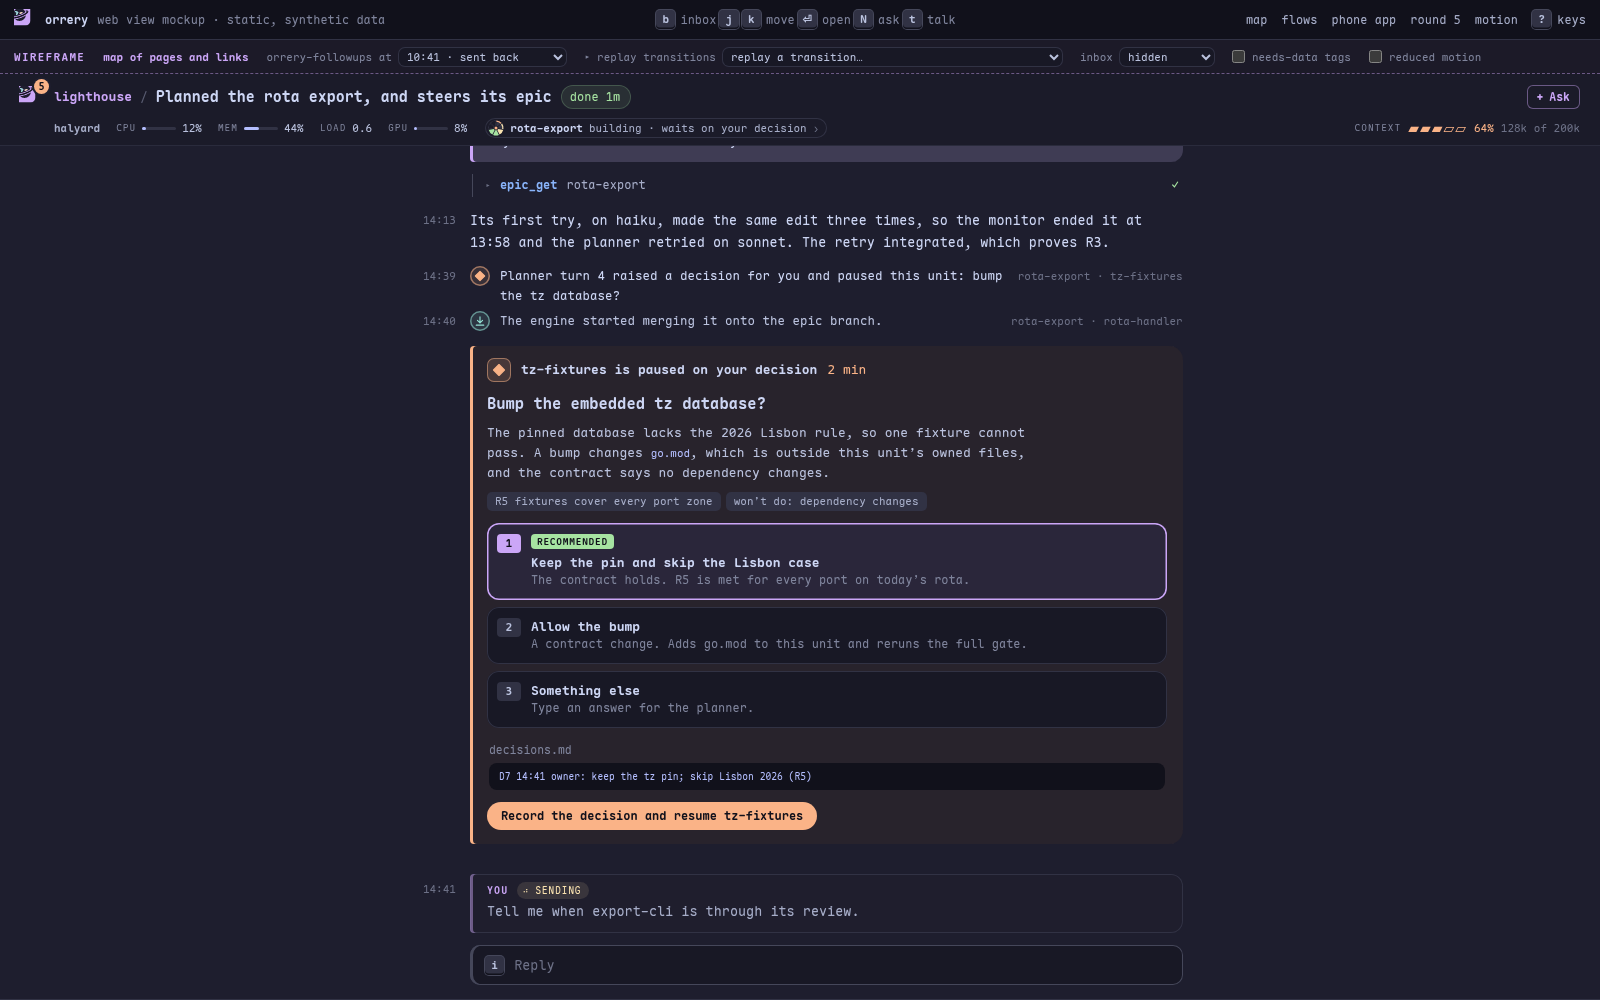 orrery web view mockup · static, synthetic data
b inbox j k move ⏎ open N ask t talk
map flows phone app round 5 motion ? keys
WIREFRAME map of pages and links orrery-followups at 10:41 · sent back ▸ replay transitions replay a transition… inbox hidden needs-data tags reduced motion
5
lighthouse / Planned the rota export, and steers its epic done 1m
+ Ask
halyard CPU 12% MEM 44% LOAD 0.6 GPU 8% rota-export building · waits on your decision ›
CONTEXT 64% 128k of 200k
▸ epic_get rota-export ✓
14:13 Its first try, on haiku, made the same edit three times, so the monitor ended it at
13:58 and the planner retried on sonnet. The retry integrated, which proves R3.
14:39 Planner turn 4 raised a decision for you and paused this unit: bump rota-export · tz-fixtures
the tz database?
14:40 The engine started merging it onto the epic branch. rota-export · rota-handler
tz-fixtures is paused on your decision 2 min
Bump the embedded tz database?
The pinned database lacks the 2026 Lisbon rule, so one fixture cannot
pass. A bump changes go.mod, which is outside this unit's owned files,
and the contract says no dependency changes.
R5 fixtures cover every port zone won't do: dependency changes
1 RECOMMENDED
Keep the pin and skip the Lisbon case
The contract holds. R5 is met for every port on today's rota.
2 Allow the bump
A contract change. Adds go.mod to this unit and reruns the full gate.
3 Something else
Type an answer for the planner.
decisions.md
D7 14:41 owner: keep the tz pin; skip Lisbon 2026 (R5)
Record the decision and resume tz-fixtures
14:41 YOU SENDING
Tell me when export-cli is through its review.
i Reply